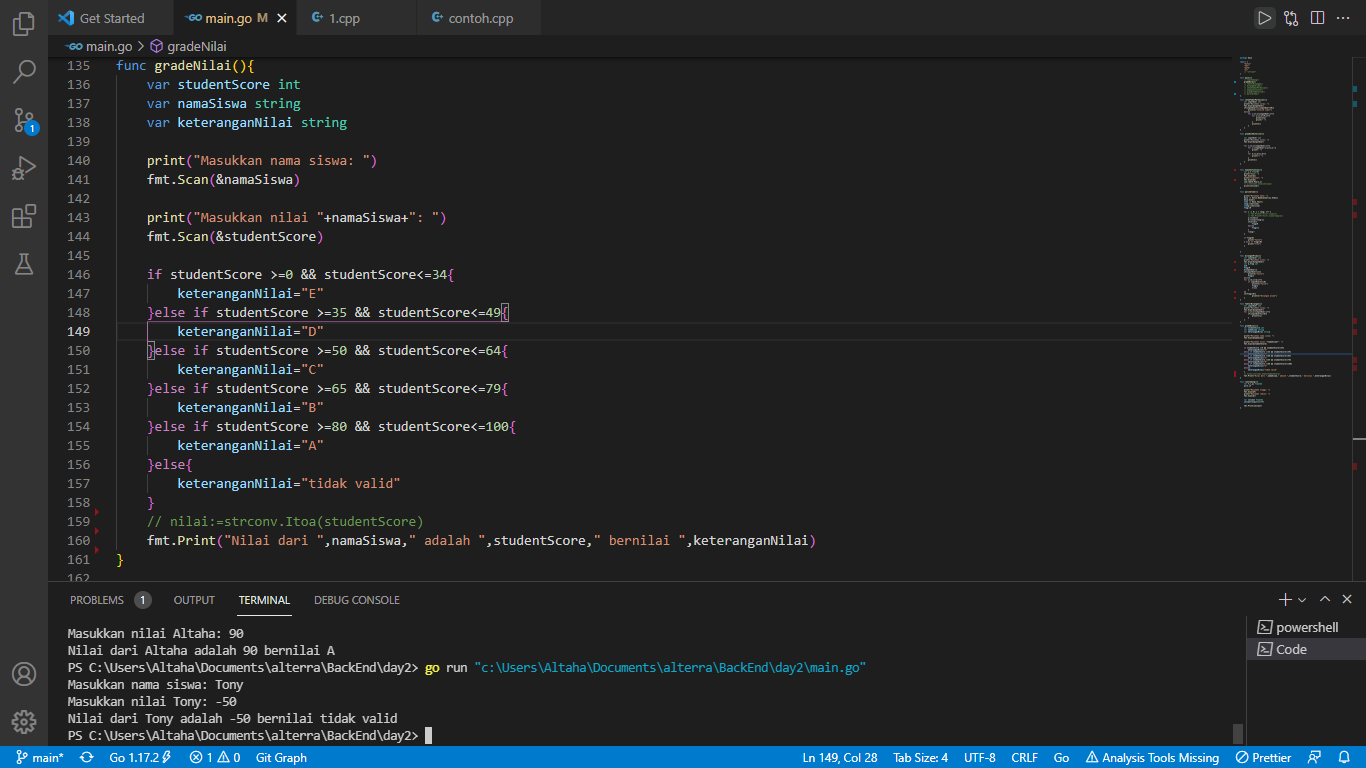 Get Started main.go M 1.cpp contoh.cpp
main.go > gradeNilai
135 func gradeNilai(){
136 var studentScore int
137 var namaSiswa string
138 var keteranganNilai string
139
140 print("Masukkan nama siswa: ")
141 fmt.Scan(&namaSiswa)
142
143 print("Masukkan nilai "+namaSiswa+": ")
144 fmt.Scan(&studentScore)
145
146 if studentScore >=0 && studentScore<=34{
147 keteranganNilai="E"
148 }else if studentScore >=35 && studentScore<=49{
149 keteranganNilai="D"
150 }else if studentScore >=50 && studentScore<=64{
151 keteranganNilai="C"
152 }else if studentScore >=65 && studentScore<=79{
153 keteranganNilai="B"
154 }else if studentScore >=80 && studentScore<=100{
155 keteranganNilai="A"
156 }else{
157 keteranganNilai="tidak valid"
158 }
159 // nilai:=strconv.Itoa(studentScore)
160 fmt.Print("Nilai dari ",namaSiswa," adalah ",studentScore," bernilai ",keteranganNilai)
161 }
162
PROBLEMS 1 OUTPUT TERMINAL DEBUG CONSOLE
Masukkan nilai Altaha: 90
Nilai dari Altaha adalah 90 bernilai A
PS C:\Users\Altaha\Documents\alterra\BackEnd\day2> go run "c:\Users\Altaha\Documents\alterra\BackEnd\day2\main.go"
Masukkan nama siswa: Tony
Masukkan nilai Tony: -50
Nilai dari Tony adalah -50 bernilai tidak valid
PS C:\Users\Altaha\Documents\alterra\BackEnd\day2>
powershell
Code
1
main* Go 1.17.2 1 0 Git Graph Ln 149, Col 28 Tab Size: 4 UTF-8 CRLF Go Analysis Tools Missing Prettier